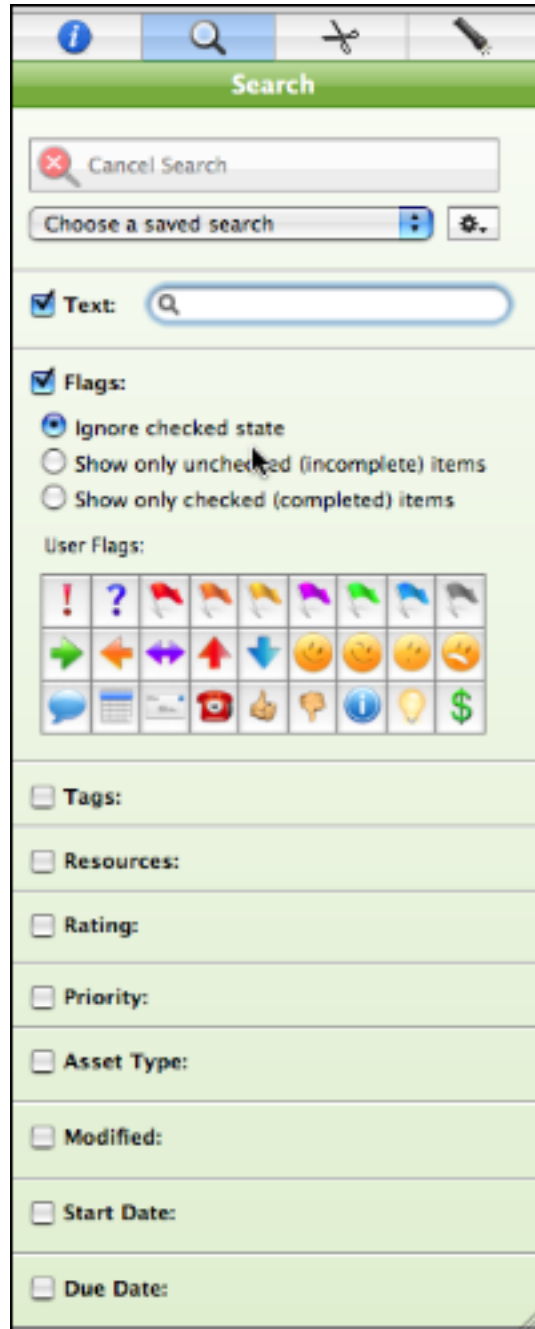 Search
Cancel Search
Choose a saved search
Text:
Flags:
Ignore checked state
Show only unchecked (incomplete) items
Show only checked (completed) items
User Flags:
Tags:
Resources:
Rating:
Priority:
Asset Type:
Modified:
Start Date:
Due Date: